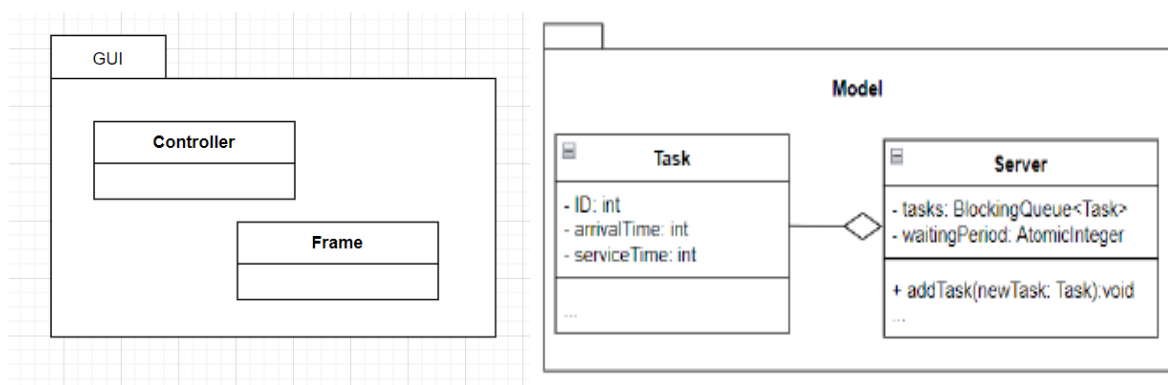 GUI
Controller
Frame
Model
Task
- ID: int
- arrivalTime: int
- serviceTime: int
...
Server
- tasks: BlockingQueue<Task>
- waitingPeriod: AtomicInteger
+ addTask(newTask: Task):void
...